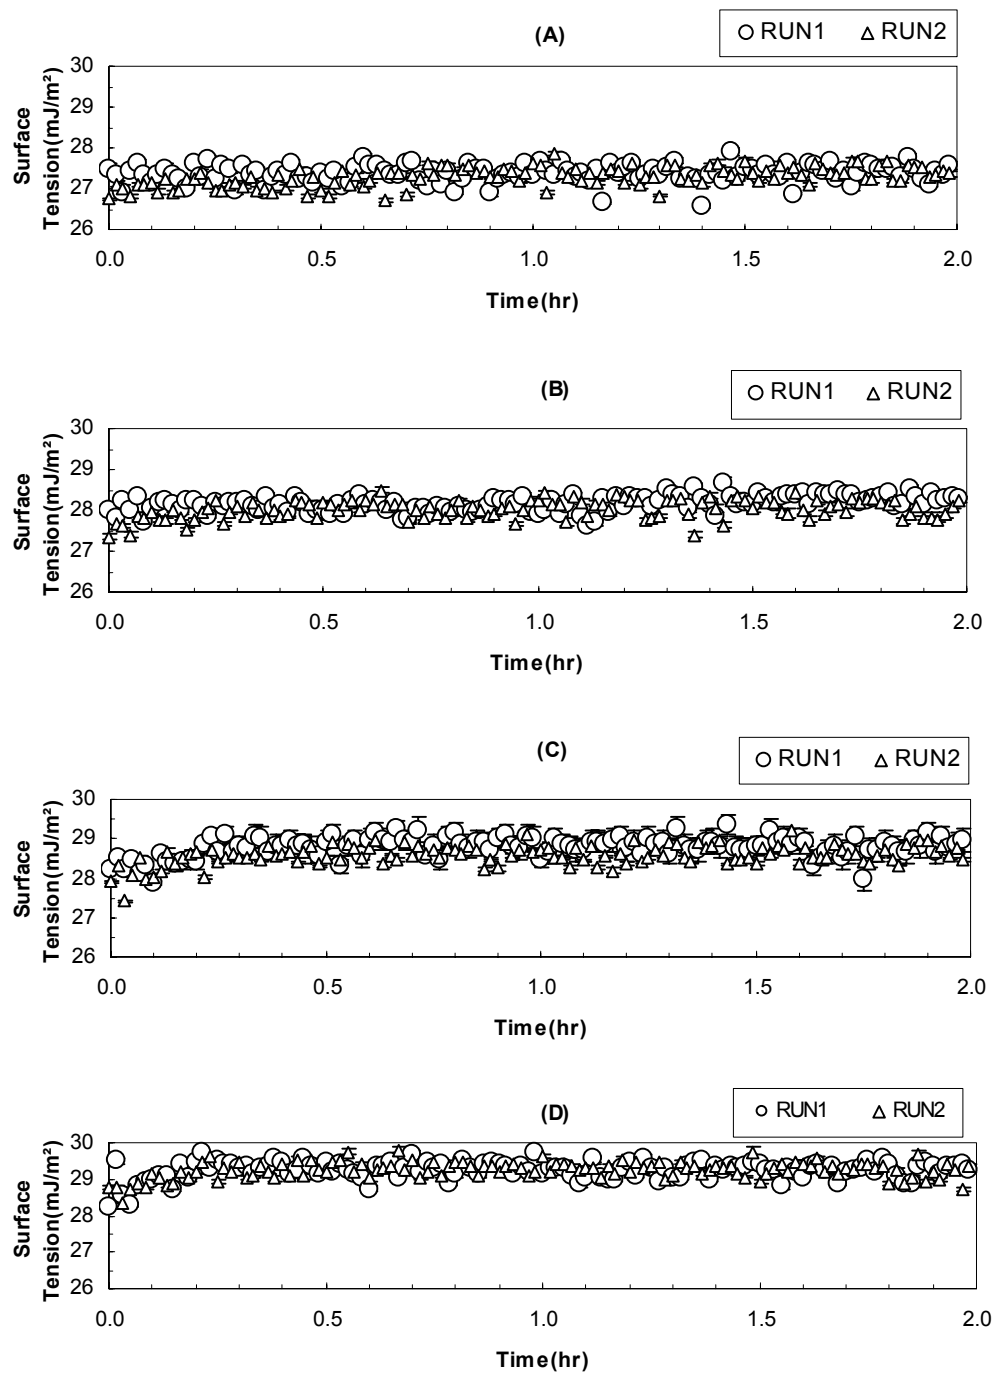 (A)
RUN1 RUN2
Surface
Tension(mJ/m²)
30
29
28
27
26
0.0 0.5 1.0 1.5 2.0
Time(hr)
(B)
RUN1 RUN2
Surface
Tension(mJ/m²)
30
29
28
27
26
0.0 0.5 1.0 1.5 2.0
Time(hr)
(C)
RUN1 RUN2
Surface
Tension(mJ/m²)
30
29
28
27
26
0.0 0.5 1.0 1.5 2.0
Time(hr)
(D)
RUN1 RUN2
Surface
Tension(mJ/m²)
30
29
28
27
26
0.0 0.5 1.0 1.5 2.0
Time(hr)